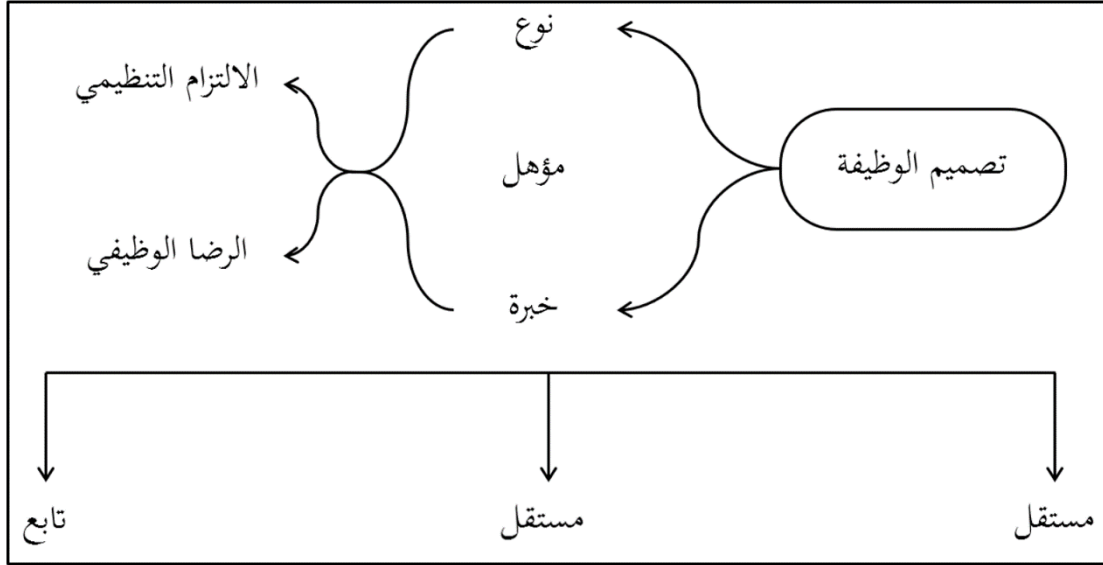 تصميم الوظيفة
نوع
مؤهل
خبرة
الالتزام التنظيمي
الرضا الوظيفي
مستقل
مستقل
تابع